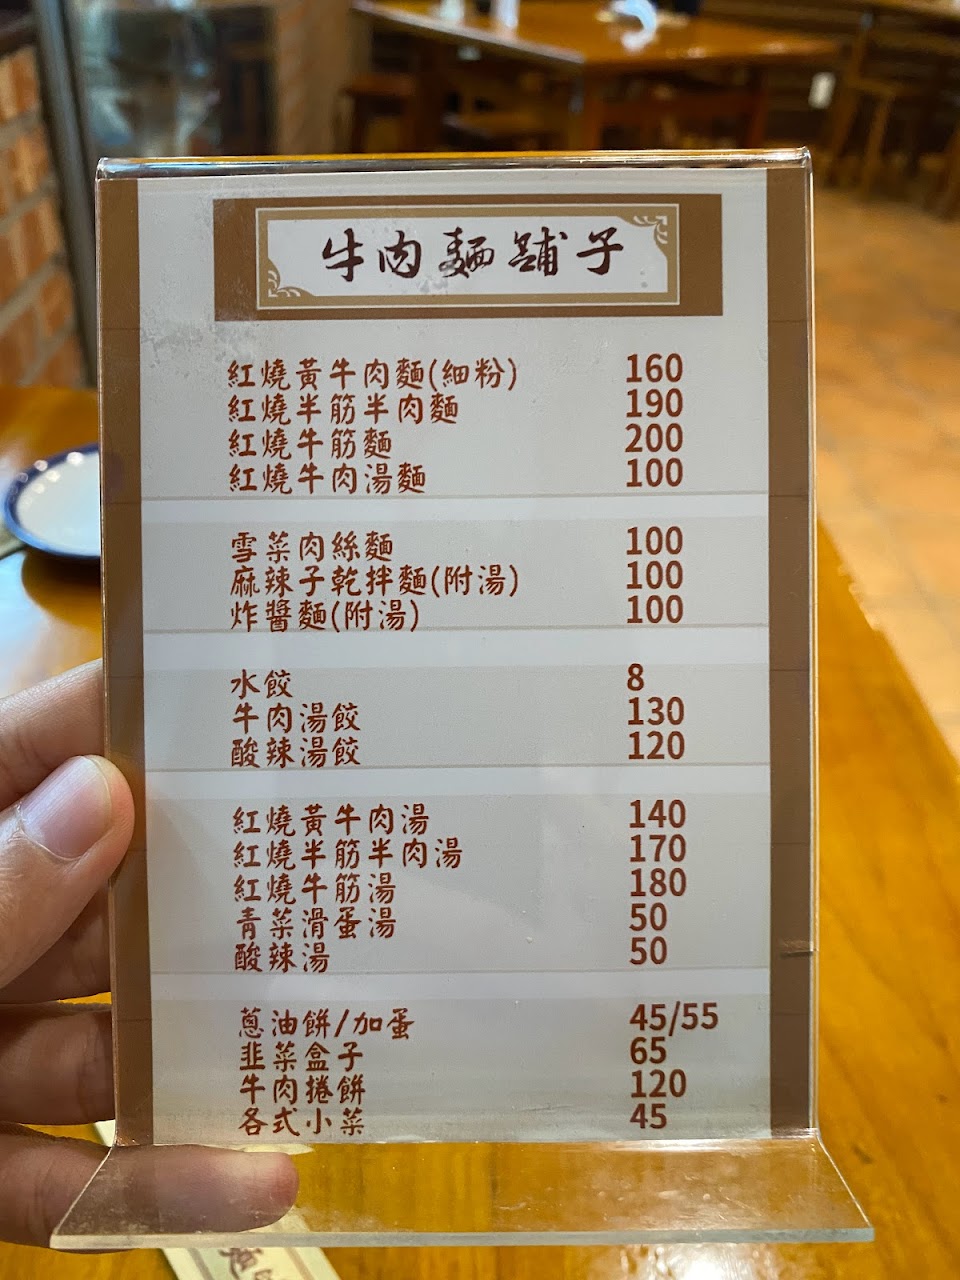 牛肉麵舖子
紅燒黃牛肉麵(細粉) 160
紅燒半筋半肉麵 190
紅燒牛筋麵 200
紅燒牛肉湯麵 100
雪菜肉絲麵 100
麻辣子乾拌麵(附湯) 100
炸醬麵(附湯) 100
水餃 8
牛肉湯餃 130
酸辣湯餃 120
紅燒黃牛肉湯 140
紅燒半筋半肉湯 170
紅燒牛筋湯 180
青菜滑蛋湯 50
酸辣湯 50
蔥油餅/加蛋 45/55
韭菜盒子 65
牛肉捲餅 120
各式小菜 45